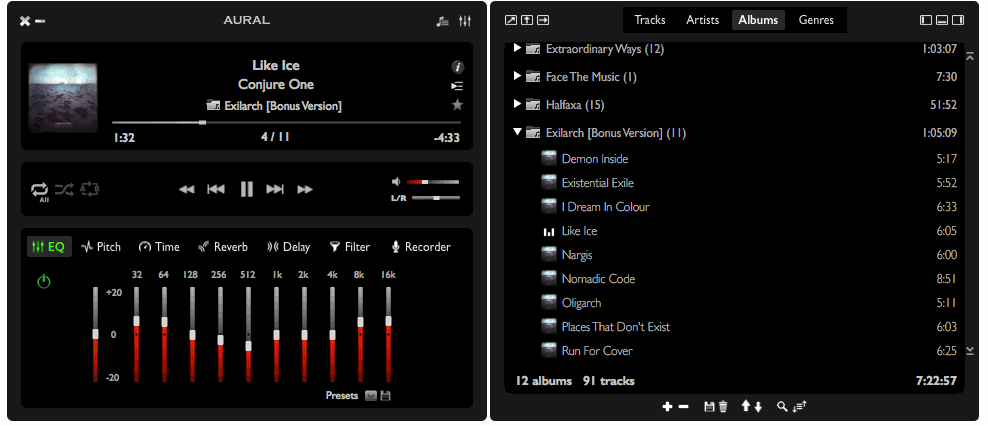 AURAL
Like Ice
Conjure One
Exilarch [Bonus Version]
1:32 4 / 11 -4:33
All
A B
L/R
EQ Pitch Time Reverb Delay Filter Recorder
32 64 128 256 512 1k 2k 4k 8k 16k
+20
0
-20
Presets
Tracks Artists Albums Genres
Extraordinary Ways (12) 1:03:07
Face The Music (1) 7:30
Halfaxa (15) 51:52
Exilarch [Bonus Version] (11) 1:05:09
Demon Inside 5:17
Existential Exile 5:52
I Dream In Colour 6:33
Like Ice 6:05
Nargis 6:00
Nomadic Code 8:51
Oligarch 5:11
Places That Don't Exist 6:03
Run For Cover 6:25
12 albums 91 tracks 7:22:57